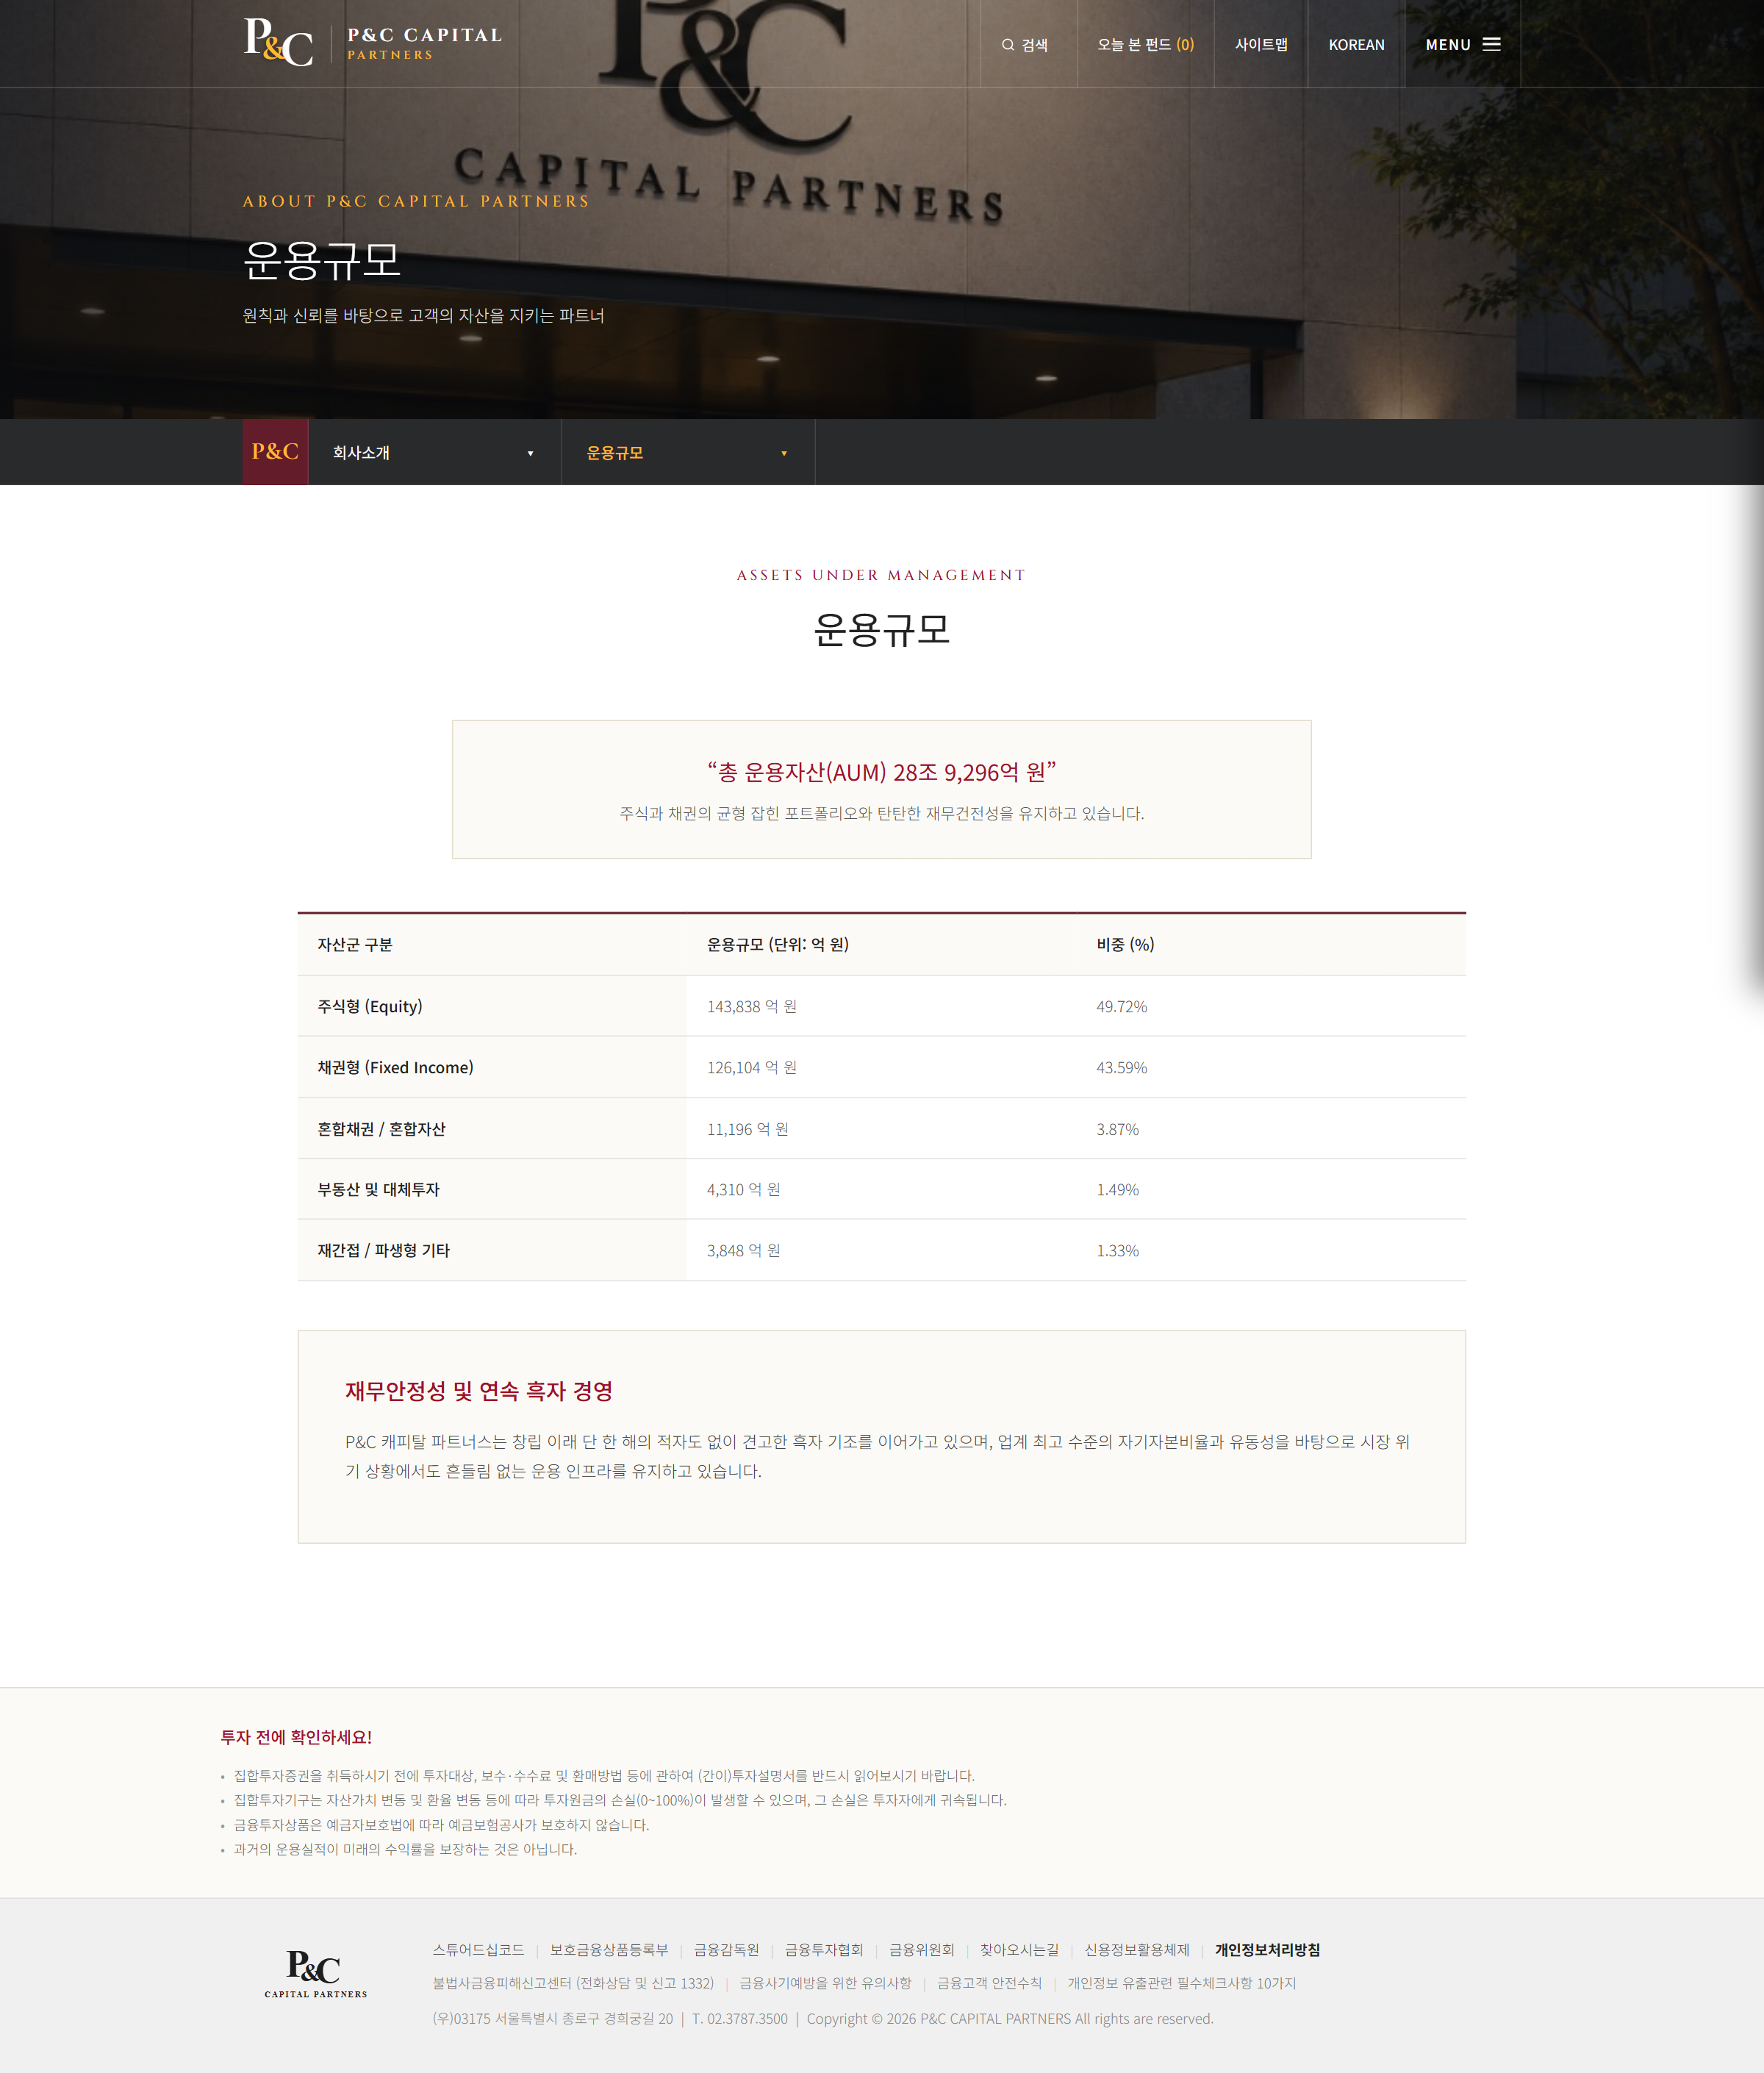 P&C
P&C CAPITAL
PARTNERS
검색
오늘 본 펀드 (0)
사이트맵
KOREAN
MENU
P&C
CAPITAL PARTNERS
ABOUT P&C CAPITAL PARTNERS
운용규모
원칙과 신뢰를 바탕으로 고객의 자산을 지키는 파트너
P&C
회사소개
운용규모
ASSETS UNDER MANAGEMENT
운용규모
“총 운용자산(AUM) 28조 9,296억 원”
주식과 채권의 균형 잡힌 포트폴리오와 탄탄한 재무건전성을 유지하고 있습니다.
자산군 구분 운용규모 (단위: 억 원) 비중 (%)
주식형 (Equity) 143,838 억 원 49.72%
채권형 (Fixed Income) 126,104 억 원 43.59%
혼합채권 / 혼합자산 11,196 억 원 3.87%
부동산 및 대체투자 4,310 억 원 1.49%
재간접 / 파생형 기타 3,848 억 원 1.33%
재무안정성 및 연속 흑자 경영
P&C 캐피탈 파트너스는 창립 이래 단 한 해의 적자도 없이 견고한 흑자 기조를 이어가고 있으며, 업계 최고 수준의 자기자본비율과 유동성을 바탕으로 시장 위
기 상황에서도 흔들림 없는 운용 인프라를 유지하고 있습니다.
투자 전에 확인하세요!
• 집합투자증권을 취득하시기 전에 투자대상, 보수·수수료 및 환매방법 등에 관하여 (간이)투자설명서를 반드시 읽어보시기 바랍니다.
• 집합투자기구는 자산가치 변동 및 환율 변동 등에 따라 투자원금의 손실(0~100%)이 발생할 수 있으며, 그 손실은 투자자에게 귀속됩니다.
• 금융투자상품은 예금자보호법에 따라 예금보험공사가 보호하지 않습니다.
• 과거의 운용실적이 미래의 수익률을 보장하는 것은 아닙니다.
P&C
CAPITAL PARTNERS
스튜어드십코드 | 보호금융상품등록부 | 금융감독원 | 금융투자협회 | 금융위원회 | 찾아오시는길 | 신용정보활용체제 | 개인정보처리방침
불법사금융피해신고센터 (전화상담 및 신고 1332) | 금융사기예방을 위한 유의사항 | 금융고객 안전수칙 | 개인정보 유출관련 필수체크사항 10가지
(우)03175 서울특별시 종로구 경희궁길 20 | T. 02.3787.3500 | Copyright © 2026 P&C CAPITAL PARTNERS All rights are reserved.